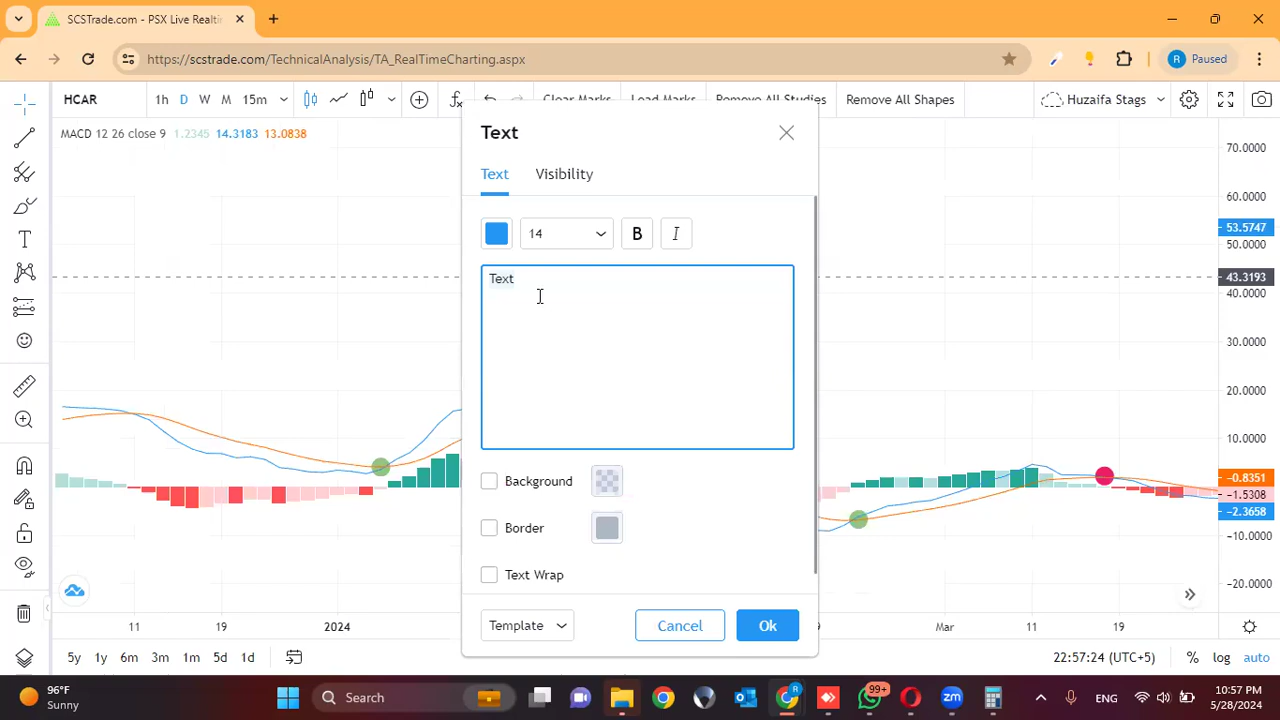 SCSTrade.com - PSX Live Realti
https://scstrade.com/TechnicalAnalysis/TA_RealTimeCharting.aspx
R Paused
HCAR 1h D W M 15m Clear Marks Load Marks Remove All Studies Remove All Shapes Huzaifa Stags
MACD 12 26 close 9 1.2345 14.3183 13.0838
Text
Text Visibility
14 B I
Text
Background
Border
Text Wrap
Template Cancel Ok
70.0000
60.0000
53.5747
50.0000
43.3193
40.0000
30.0000
20.0000
10.0000
-0.8351
-1.5308
-2.3658
-10.0000
-20.0000
11 19 2024 9 Mar 11 19
5y 1y 6m 3m 1m 5d 1d 22:57:24 (UTC+5) % log auto
96°F
Sunny
Search
R
99+
ENG
10:57 PM
5/28/2024